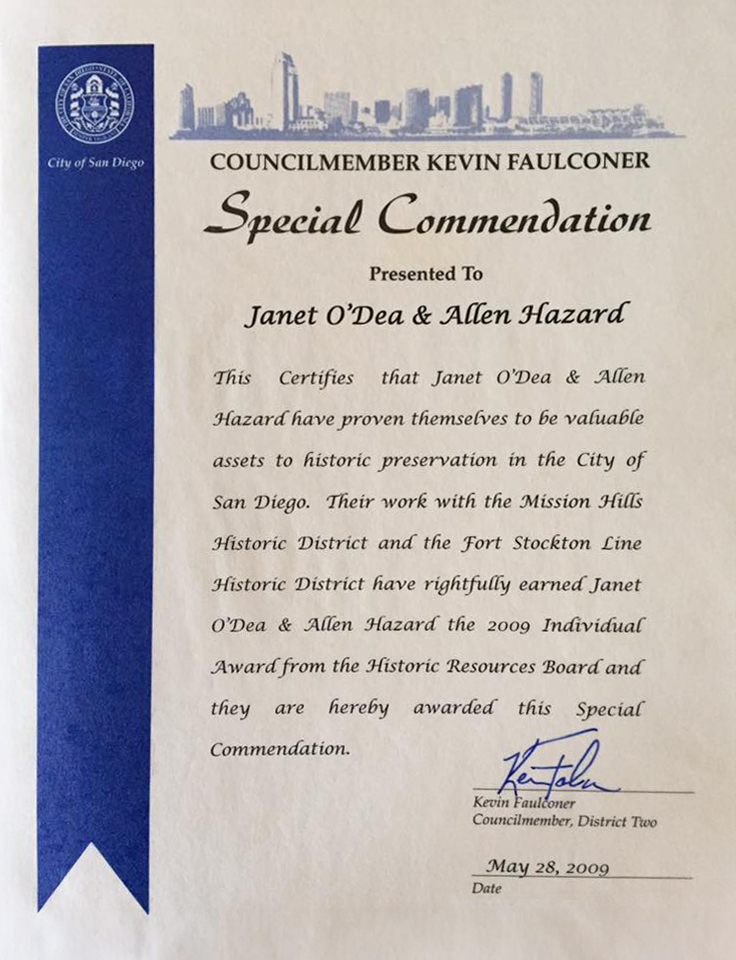 City of San Diego
COUNCILMEMBER KEVIN FAULCONER
Special Commendation
Presented To
Janet O'Dea & Allen Hazard
This Certifies that Janet O'Dea & Allen
Hazard have proven themselves to be valuable
assets to historic preservation in the City of
San Diego. Their work with the Mission Hills
Historic District and the Fort Stockton Line
Historic District have rightfully earned Janet
O'Dea & Allen Hazard the 2009 Individual
Award from the Historic Resources Board and
they are hereby awarded this Special
Commendation.
Kevin Faulconer
Councilmember, District Two
May 28, 2009
Date